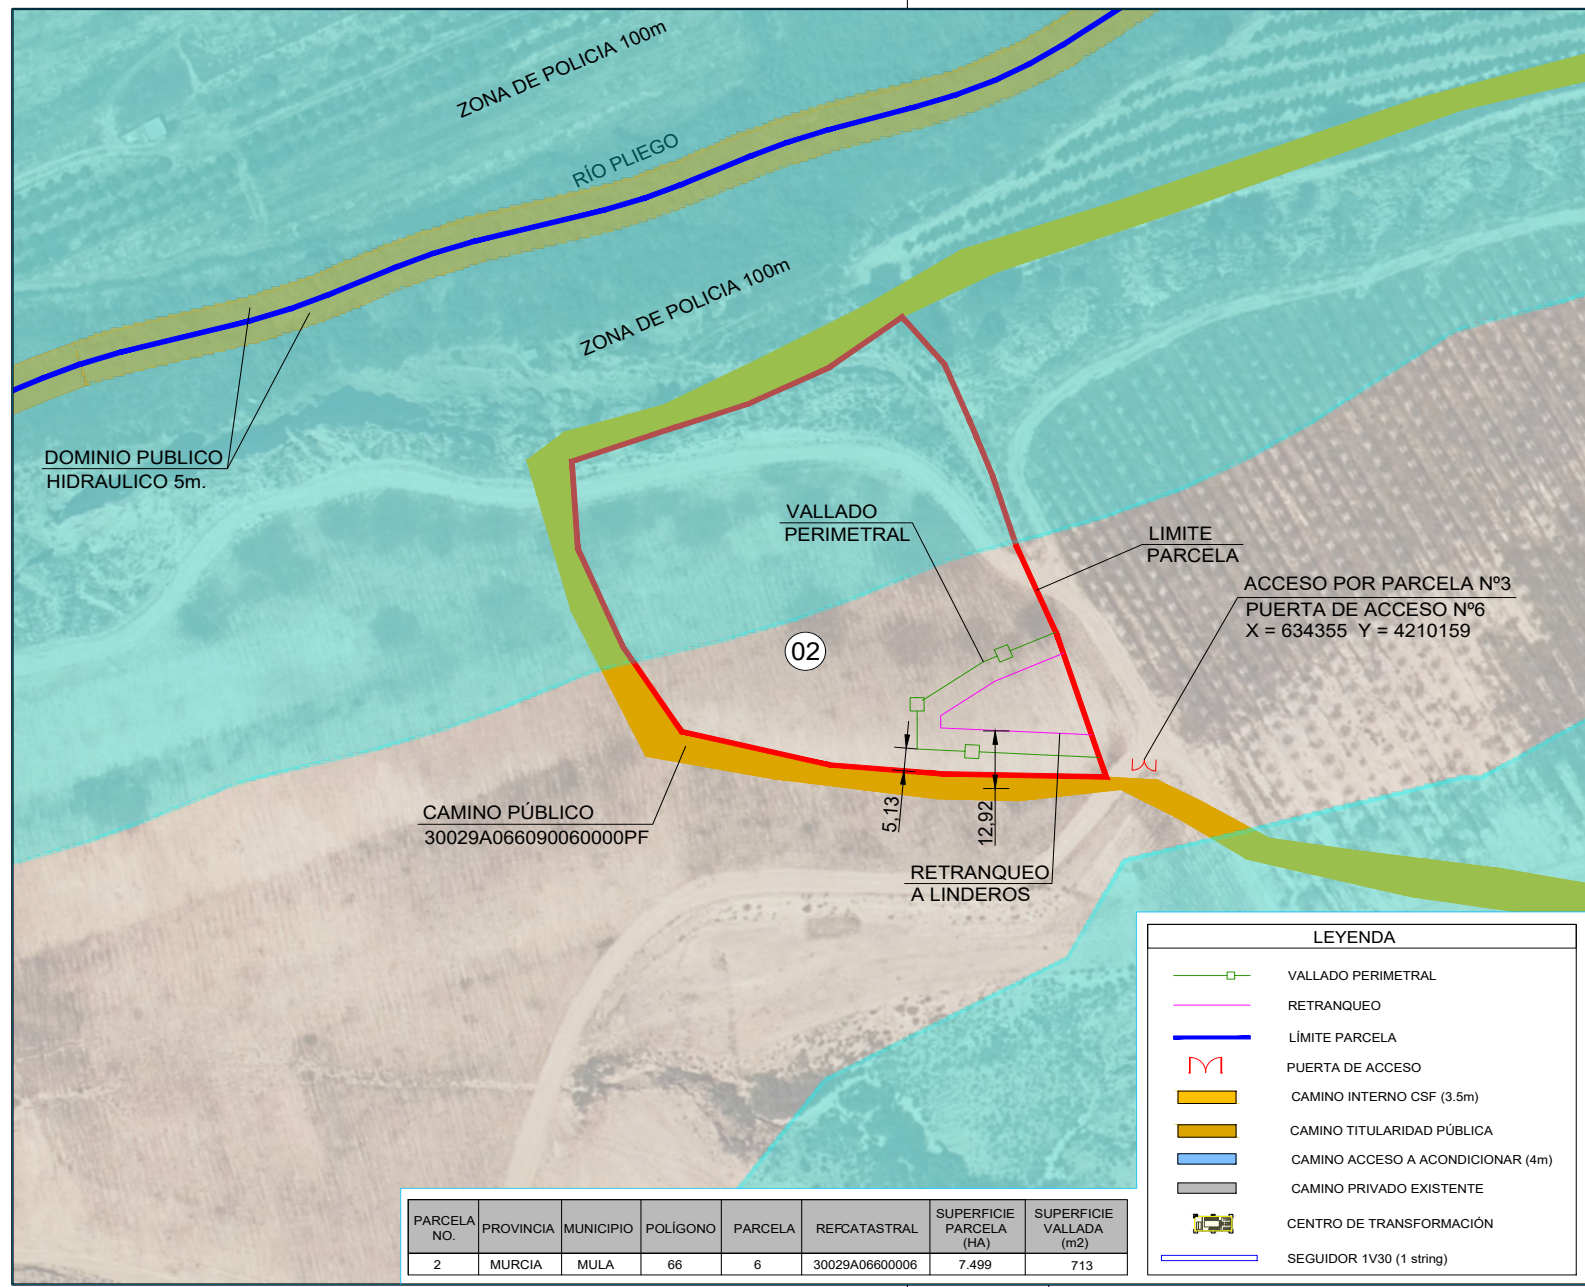 ZONA DE POLICIA 100m
RÍO PLIEGO
ZONA DE POLICIA 100m
DOMINIO PUBLICO
HIDRAULICO 5m.
VALLADO
PERIMETRAL
LIMITE
PARCELA
ACCESO POR PARCELA Nº3
PUERTA DE ACCESO Nº6
X = 634355 Y = 4210159
02
5,13
12,92
CAMINO PÚBLICO
30029A066090060000PF
RETRANQUEO
A LINDEROS
LEYENDA
VALLADO PERIMETRAL
RETRANQUEO
LÍMITE PARCELA
PUERTA DE ACCESO
CAMINO INTERNO CSF (3.5m)
CAMINO TITULARIDAD PÚBLICA
CAMINO ACCESO A ACONDICIONAR (4m)
CAMINO PRIVADO EXISTENTE
CENTRO DE TRANSFORMACIÓN
SEGUIDOR 1V30 (1 string)
PARCELA NO. PROVINCIA MUNICIPIO POLÍGONO PARCELA REFCATASTRAL SUPERFICIE PARCELA (HA) SUPERFICIE VALLADA (m2)
2 MURCIA MULA 66 6 30029A06600006 7.499 713